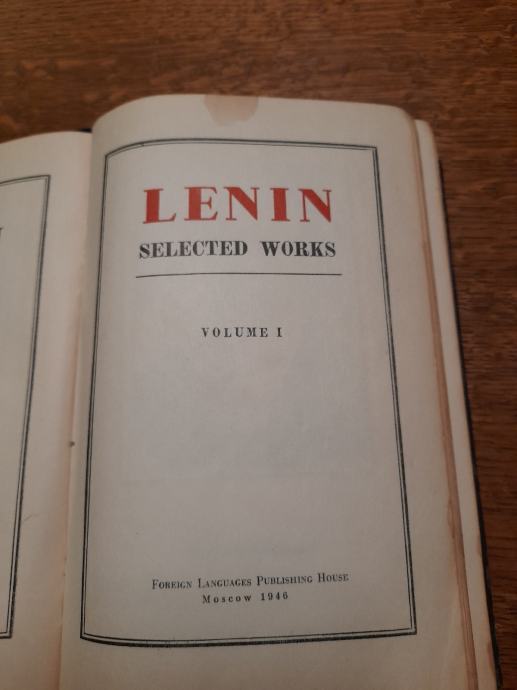 LENIN
SELECTED WORKS
VOLUME I
FOREIGN LANGUAGES PUBLISHING HOUSE
Moscow 1946